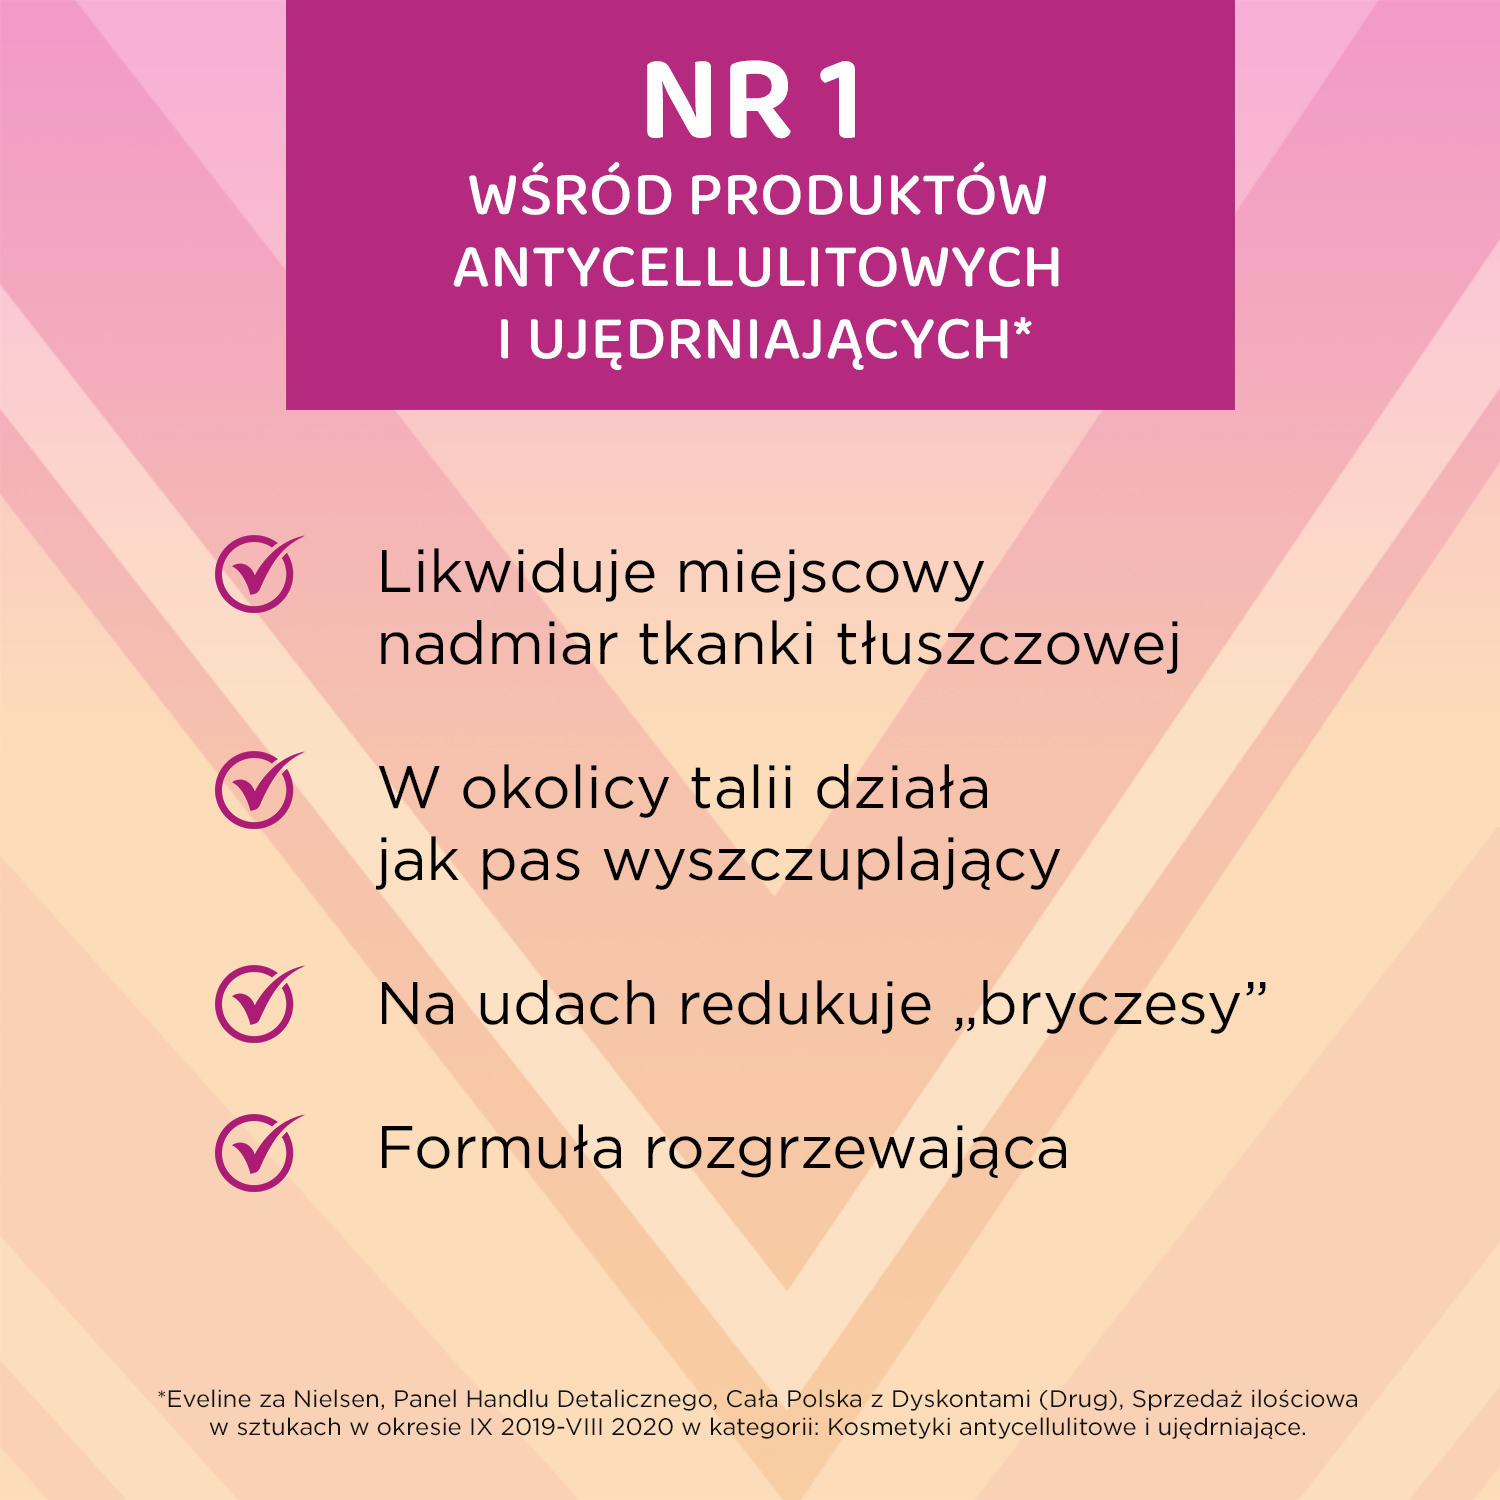 NR 1
WŚRÓD PRODUKTÓW
ANTYCELLULITOWYCH
I UJĘDRNIAJĄCYCH*
Likwiduje miejscowy
nadmiar tkanki tłuszczowej
W okolicy talii działa
jak pas wyszczuplający
Na udach redukuje „bryczesy”
Formuła rozgrzewająca
*Eveline za Nielsen, Panel Handlu Detalicznego, Cała Polska z Dyskontami (Drug), Sprzedaż ilościowa
w sztukach w okresie IX 2019-VIII 2020 w kategorii: Kosmetyki antycellulitowe i ujędrniające.